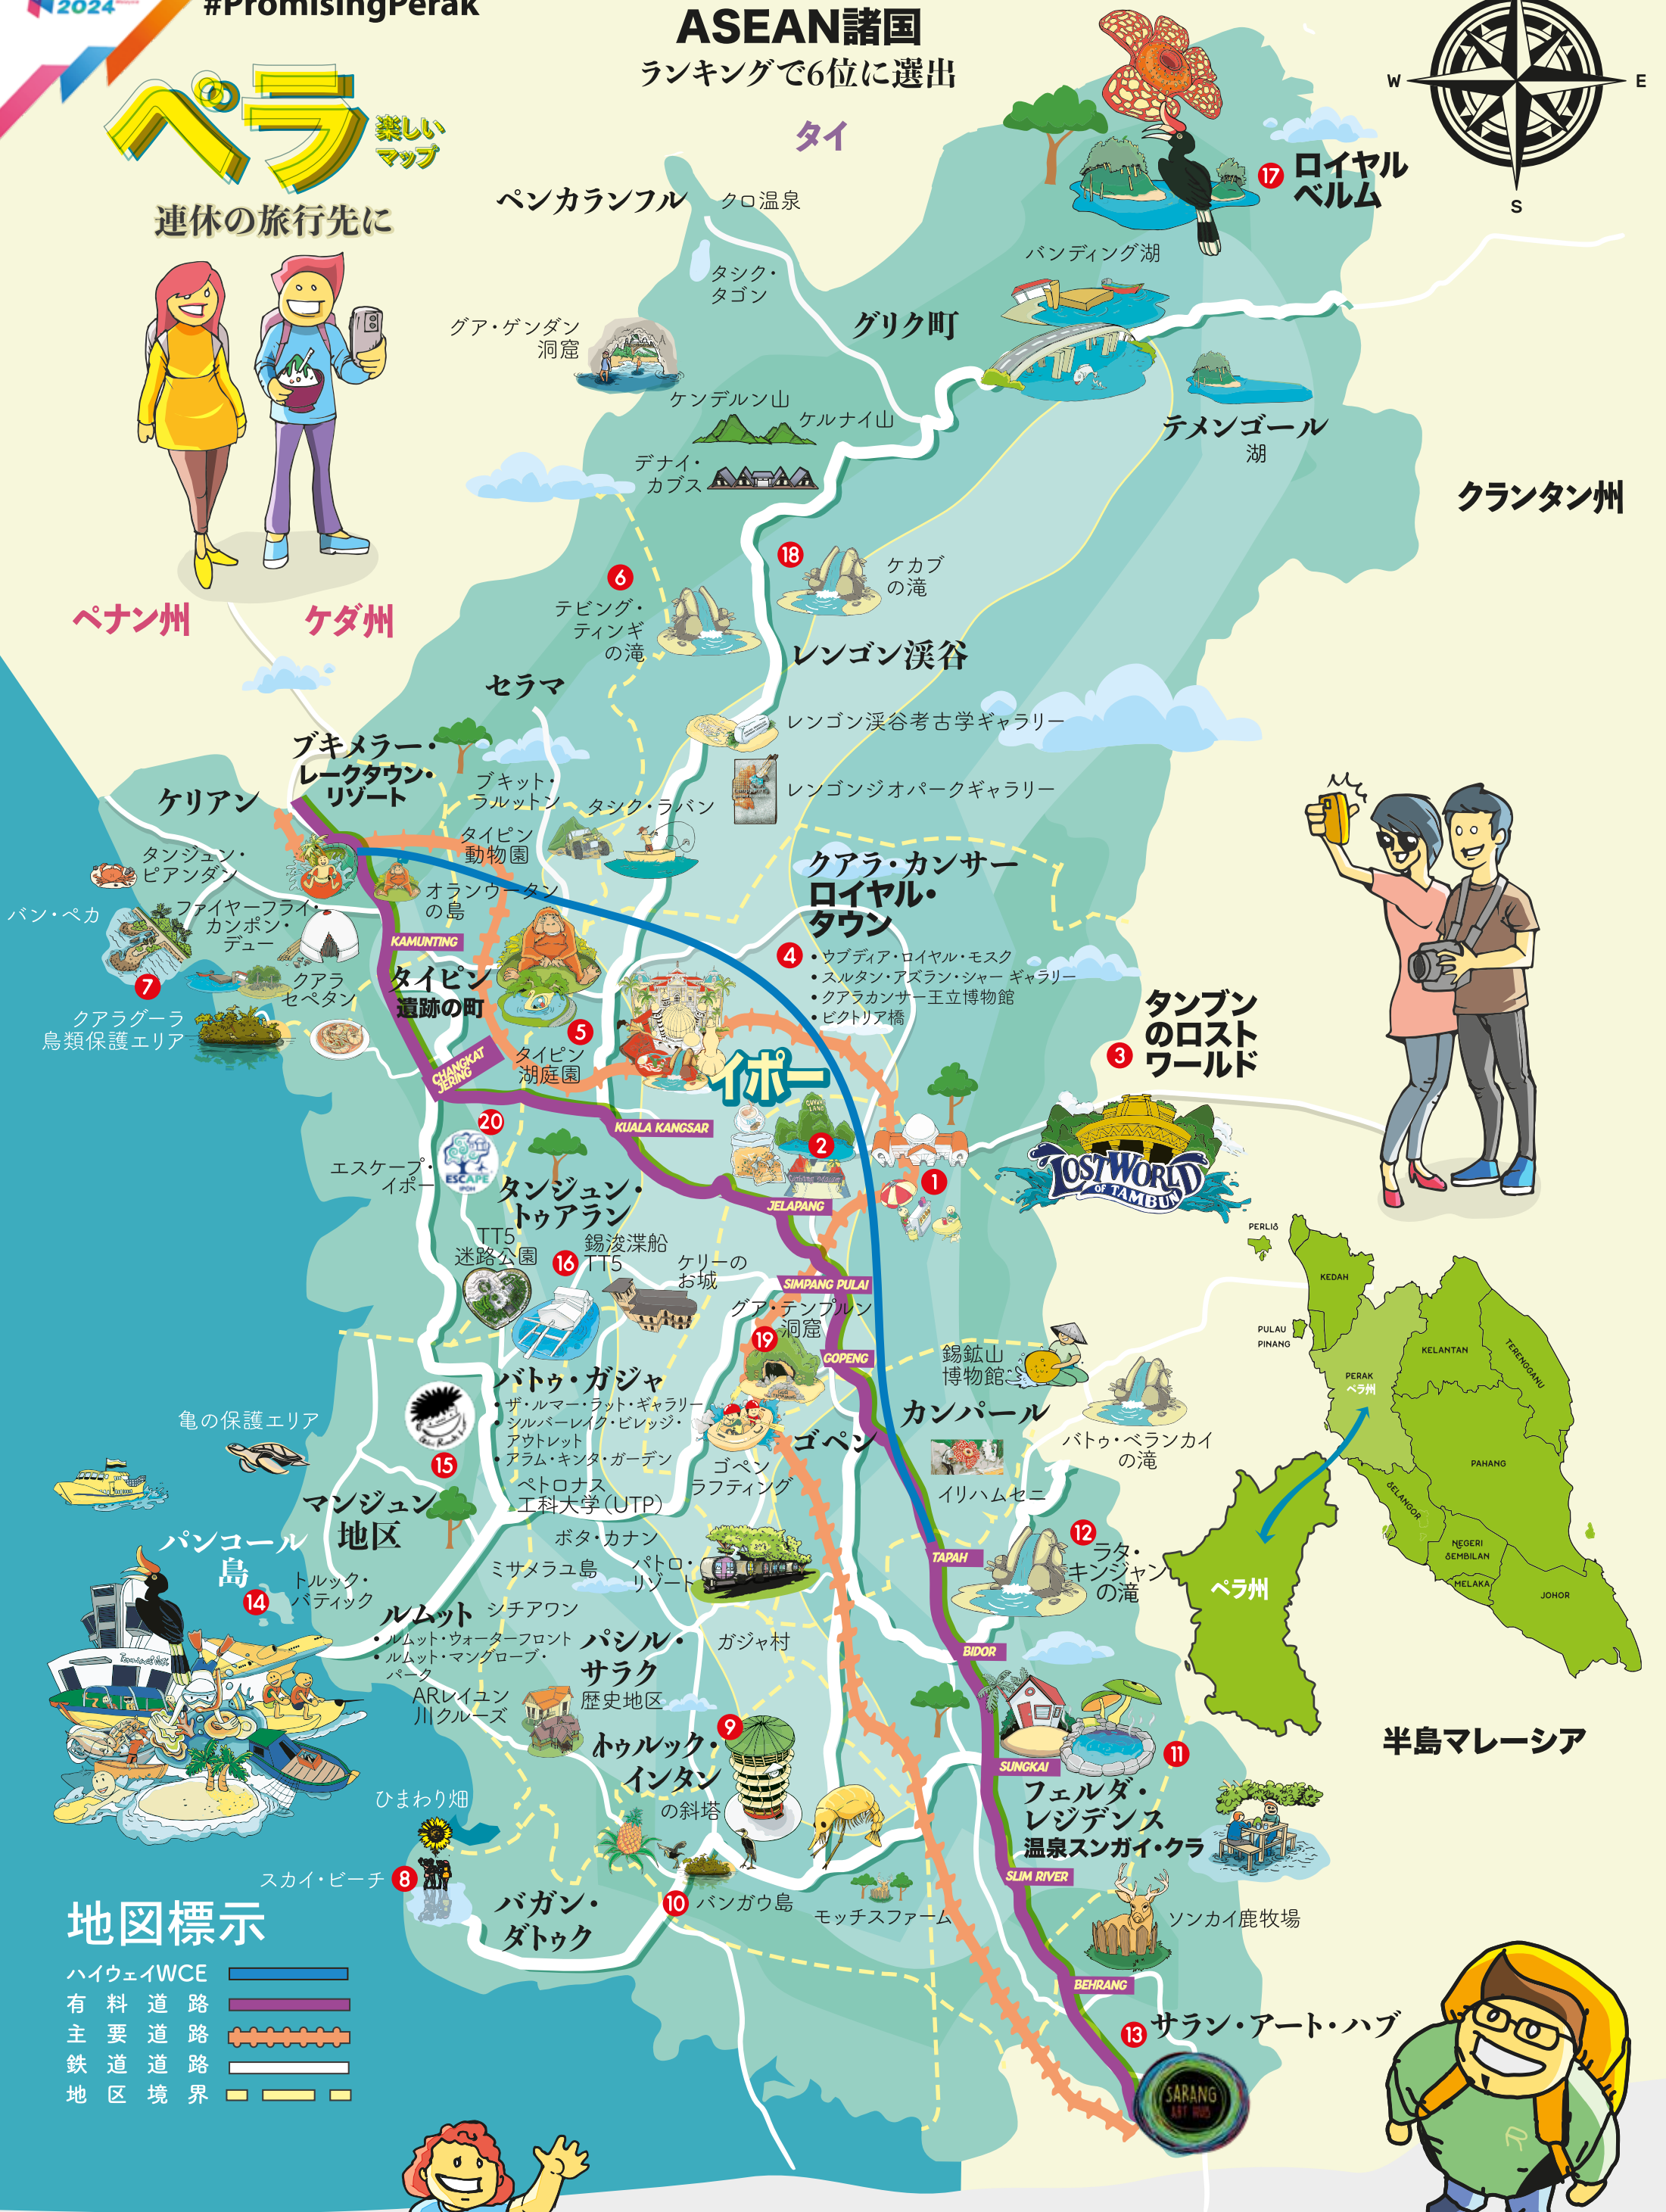 2024
#PromisingPerak
ASEAN諸国
ランキングで6位に選出
ペラ
楽しい
マップ
連休の旅行先に
タイ
W
E
S
17
ロイヤル
ベルム
ペンカランフル
クロ温泉
タシク・
タゴン
バンディング湖
グリク町
グア・ゲンダン
洞窟
ケンデルン山
ケルナイ山
デナイ・
カブス
テメンゴール
湖
クランタン州
18
ケカブ
の滝
6
テビング・
ティンギ
の滝
ペナン州
ケダ州
レンゴン渓谷
セラマ
レンゴン渓谷考古学ギャラリー
レンゴンジオパークギャラリー
ブキメラー・
レークタウン・
リゾート
ケリアン
ブキット・
ラルットン
タシク・ラバン
タイピン
動物園
オランウータン
の島
タンジュン・
ピアンダン
バン・ペカ
ファイヤーフライ・
カンポン・
デュー
7
クアラ
セペタン
クアラグーラ
鳥類保護エリア
KAMUNTING
タイピン
遺跡の町
5
タイピン
湖庭園
CHANGKAT
JERING
クアラ・カンサー
ロイヤル・
タウン
4
・ウブディア・ロイヤル・モスク
・スルタン・アズラン・シャー ギャラリー
・クアラカンサー王立博物館
・ビクトリア橋
イポー
KUALA KANGSAR
タンブン
のロスト
ワールド
3
LOST WORLD
OF TAMBUN
2
1
JELAPANG
20
ESCAPE
IPOH
エスケープ・
イポー
タンジュン・
トゥアラン
TT5
迷路公園
16
錫浚渫船
TT5
ケリーの
お城
SIMPANG PULAI
グア・テンプルン
洞窟
19
GOPENG
錫鉱山
博物館
カンパール
バトゥ・ベランカイ
の滝
イリハムセニ
バトゥ・ガジャ
・ザ・ルマー・ラット・ギャラリー
・シルバーレイク・ビレッジ・
アウトレット
・アラム・キンタ・ガーデン
ペトロナス
工科大学(UTP)
ゴペン
ゴペン
ラフティング
15
亀の保護エリア
マンジュン
地区
ボタ・カナン
ミサメラユ島
パトロ・
リゾート
TAPAH
12
ラタ・
キンジャン
の滝
パンコール
島
14
トルック・
バティック
ルムット
シチアワン
・ルムット・ウォーターフロント
・ルムット・マングローブ・
パーク
ARレイユン
川クルーズ
パシル・
サラク
歴史地区
ガジャ村
BIDOR
9
トゥルック・
インタン
の斜塔
SUNGKAI
11
フェルダ・
レジデンス
温泉スンガイ・クラ
ひまわり畑
スカイ・ビーチ
8
バガン・
ダトゥク
10
バンガウ島
モッチスファーム
SLIM RIVER
ソンカイ鹿牧場
BEHRANG
13
サラン・アート・ハブ
SARANG
ART HUB
PERLIS
KEDAH
PULAU
PINANG
KELANTAN
TERENGGANU
PERAK
ペラ州
PAHANG
SELANGOR
NEGERI
SEMBILAN
MELAKA
JOHOR
ペラ州
半島マレーシア
地図標示
ハイウェイWCE
有料道路
主要道路
鉄道道路
地区境界